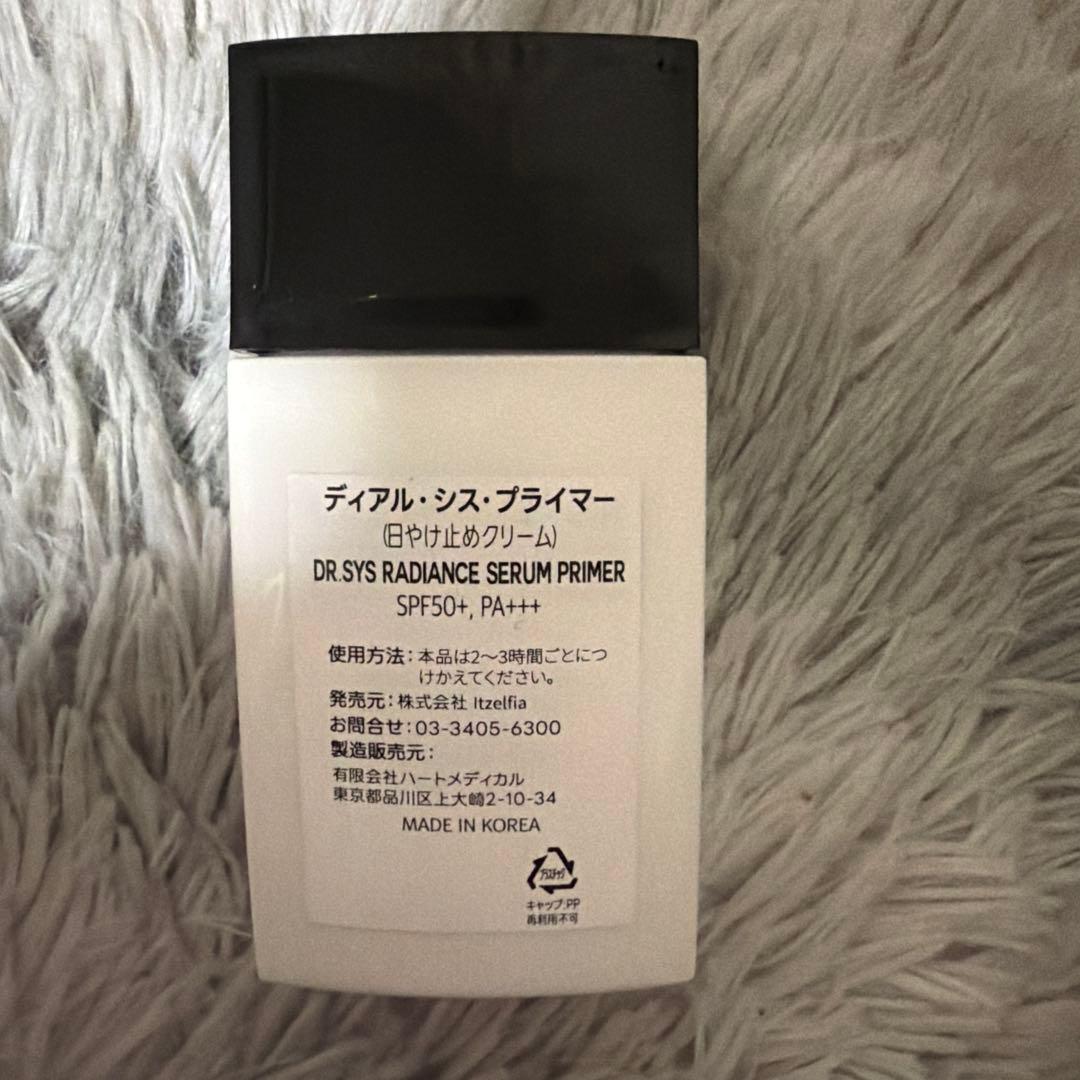 ディアル・シス・プライマー
(日やけ止めクリーム)
DR.SYS RADIANCE SERUM PRIMER
SPF50+, PA+++
使用方法:本品は2〜3時間ごとにつ
けかえてください。
発売元:株式会社 Itzelfia
お問合せ:03-3405-6300
製造販売元:
有限会社ハートメディカル
東京都品川区上大崎2-10-34
MADE IN KOREA
プラスチック
キャップ:PP
再利用不可